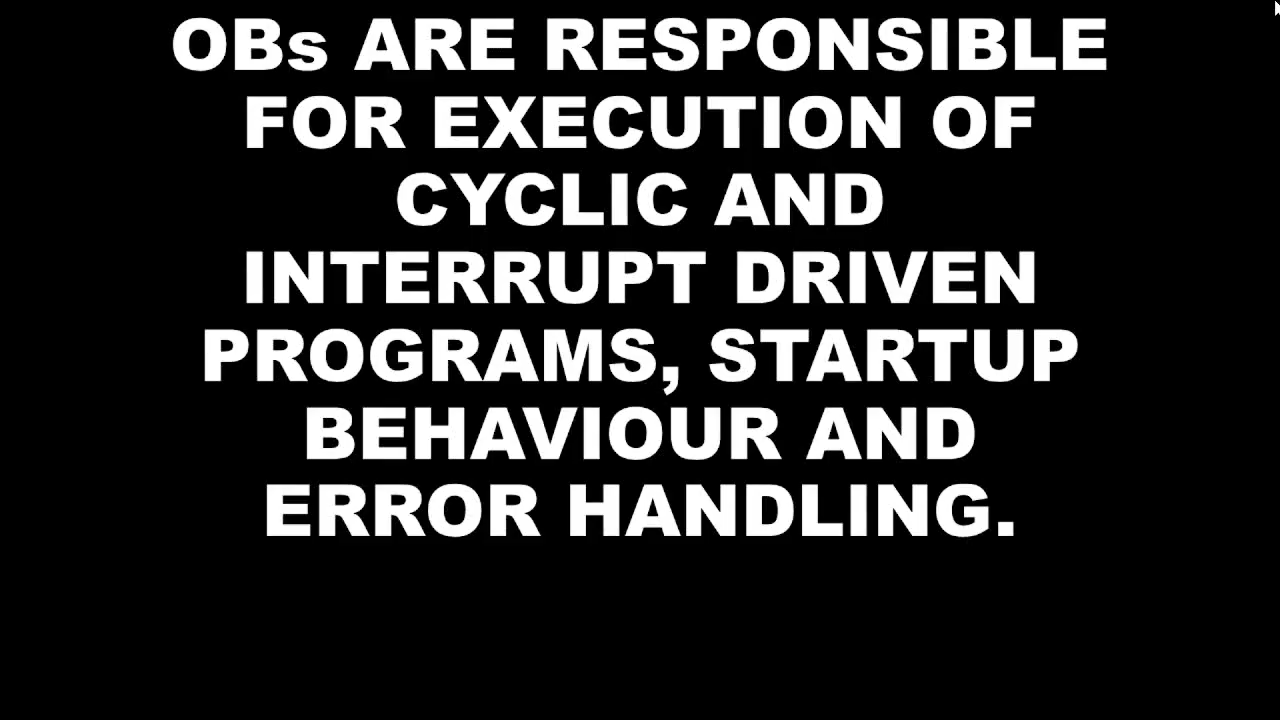 OBs ARE RESPONSIBLE
FOR EXECUTION OF
CYCLIC AND
INTERRUPT DRIVEN
PROGRAMS, STARTUP
BEHAVIOUR AND
ERROR HANDLING.